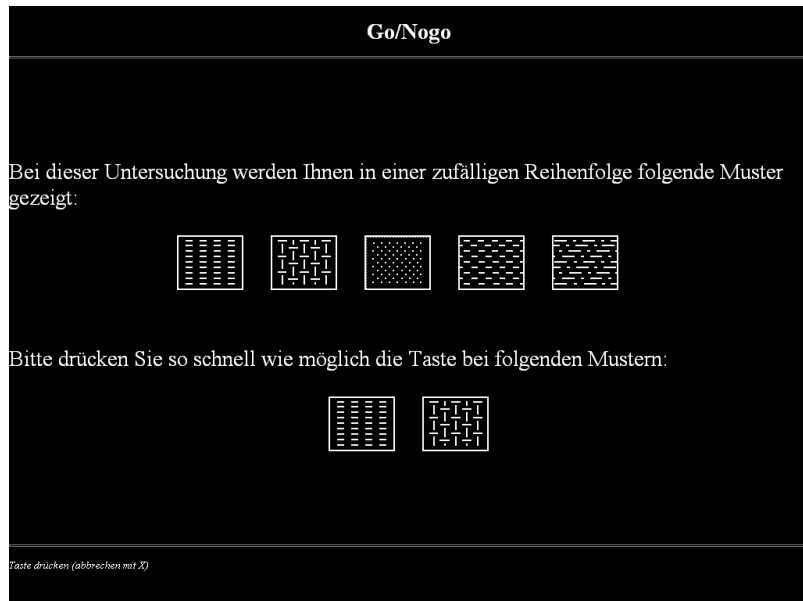 Go/Nogo
Bei dieser Untersuchung werden Ihnen in einer zufälligen Reihenfolge folgende Muster
gezeigt:
Bitte drücken Sie so schnell wie möglich die Taste bei folgenden Mustern:
Taste drücken (abbrechen mit X)